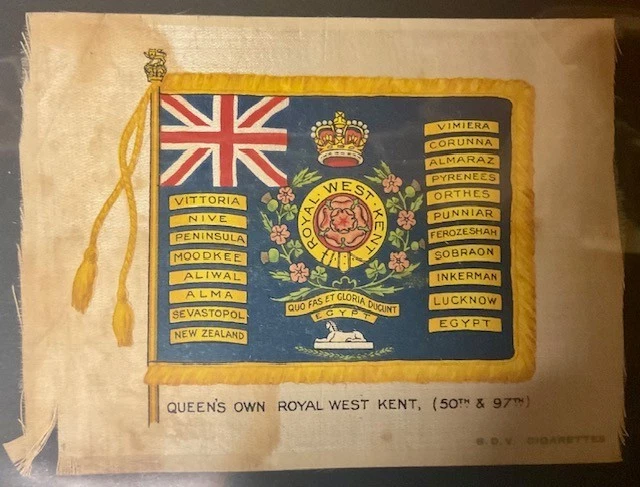 VITTORIA
NIVE
PENINSULA
MOODKEE
ALIWAL
ALMA
SEVASTOPOL
NEW ZEALAND
ROYAL · WEST · KENT
QUO FAS ET GLORIA DUCUNT
EGYPT
VIMIERA
CORUNNA
ALMARAZ
PYRENEES
ORTHES
PUNNIAR
FEROZESHAH
SOBRAON
INKERMAN
LUCKNOW
EGYPT
QUEEN'S OWN ROYAL WEST KENT, (50TH & 97TH)
B. D. V. CIGARETTES